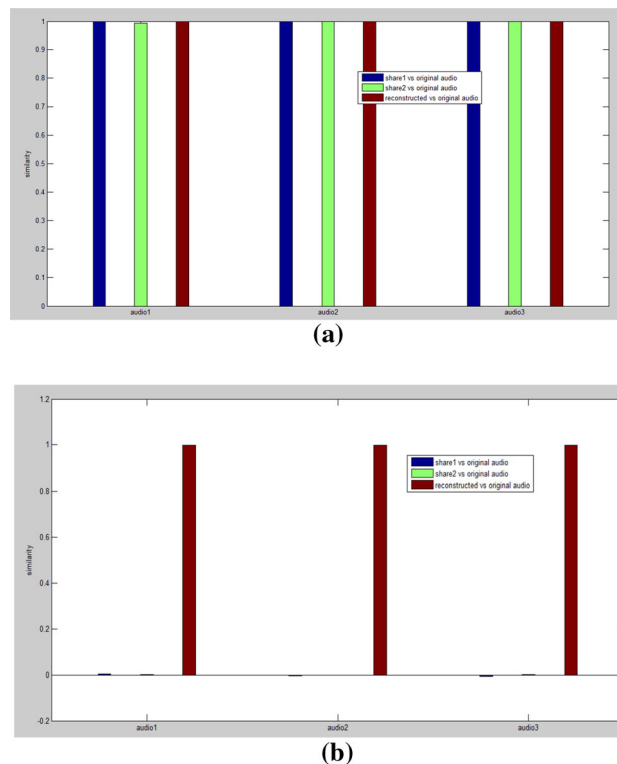 1
0.9
0.8
0.7
0.6
0.5
0.4
0.3
0.2
0.1
0
similarity
share1 vs original audio
share2 vs original audio
reconstructed vs original audio
audio1 audio2 audio3
(a)
1.2
1
0.8
0.6
0.4
0.2
0
-0.2
similarity
share1 vs original audio
share2 vs original audio
reconstructed vs original audio
audio1 audio2 audio3
(b)